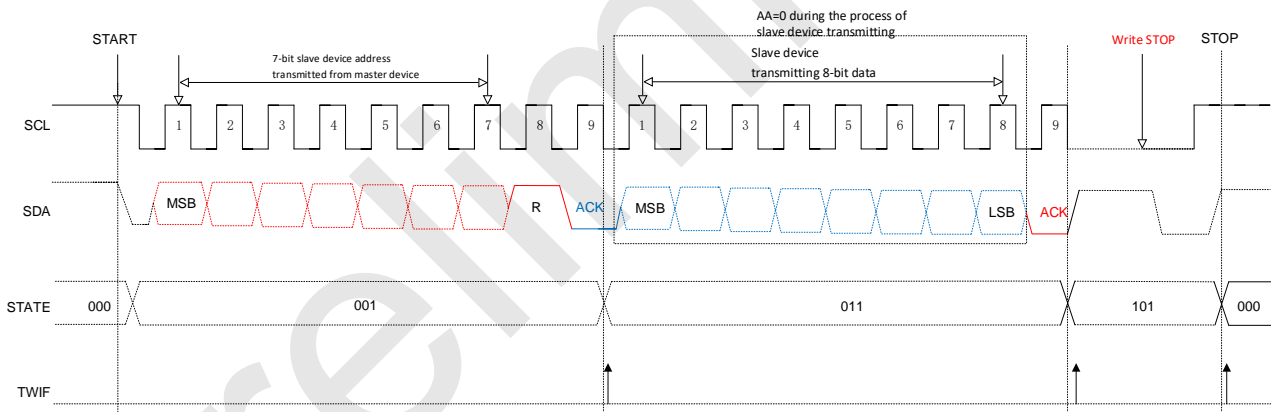 AA=0 during the process of
slave device transmitting
START
7-bit slave device address
transmitted from master device
Slave device
transmitting 8-bit data
Write STOP
STOP
SCL
1 2 3 4 5 6 7 8 9 1 2 3 4 5 6 7 8 9
SDA
MSB R ACK MSB LSB ACK
STATE
000 001 011 101 000
TWIF